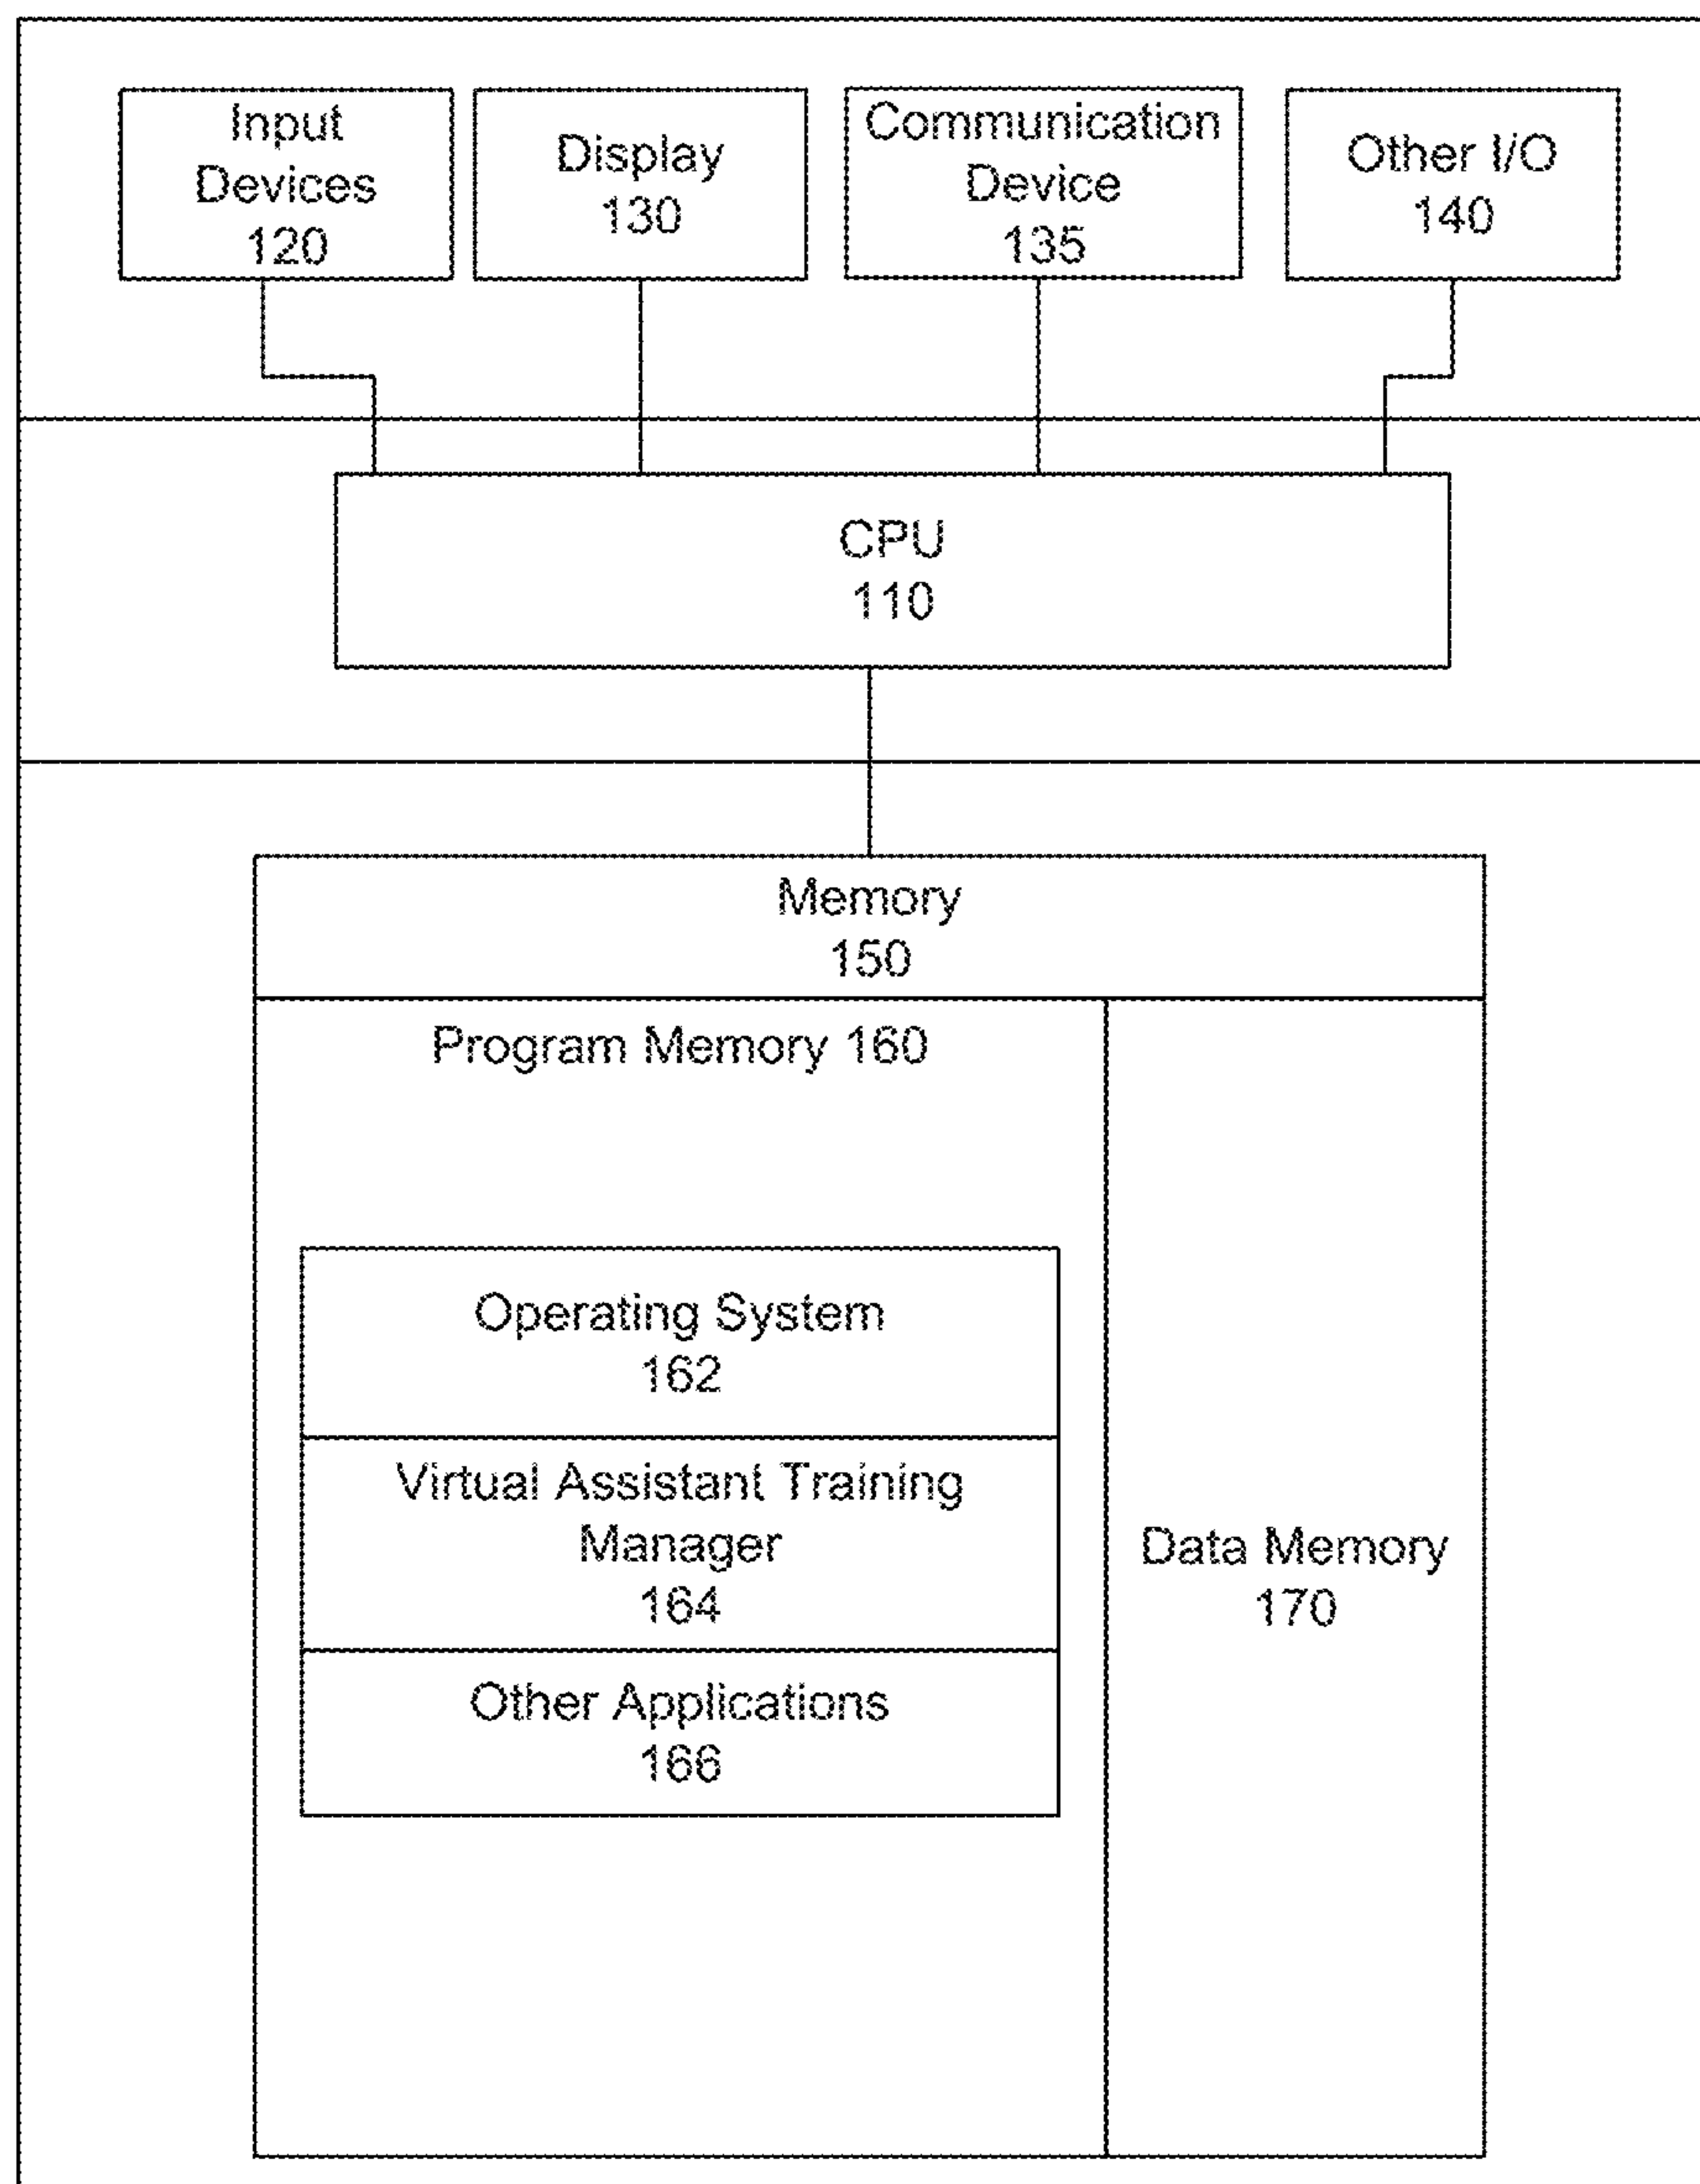 Input
Devices
120
Display
130
Communication
Device
135
Other I/O
140
CPU
110
Memory
150
Program Memory 160
Operating System
162
Virtual Assistant Training
Manager
164
Other Applications
166
Data Memory
170